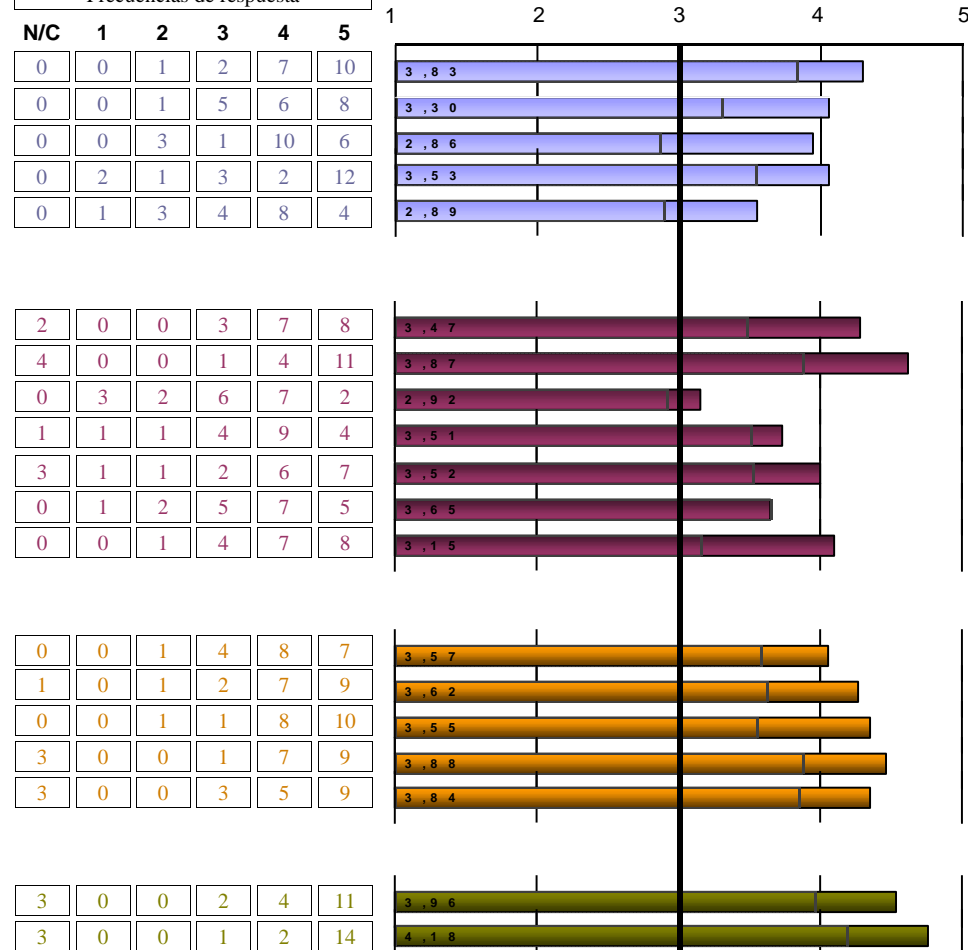 Frecuencias de respuesta
1 2 3 4 5
N/C 1 2 3 4 5
0 0 1 2 7 10 3,83
0 0 1 5 6 8 3,30
0 0 3 1 10 6 2,86
0 2 1 3 2 12 3,53
0 1 3 4 8 4 2,89
2 0 0 3 7 8 3,47
4 0 0 1 4 11 3,87
0 3 2 6 7 2 2,92
1 1 1 4 9 4 3,51
3 1 1 2 6 7 3,52
0 1 2 5 7 5 3,65
0 0 1 4 7 8 3,15
0 0 1 4 8 7 3,57
1 0 1 2 7 9 3,62
0 0 1 1 8 10 3,55
3 0 0 1 7 9 3,88
3 0 0 3 5 9 3,84
3 0 0 2 4 11 3,96
3 0 0 1 2 14 4,18